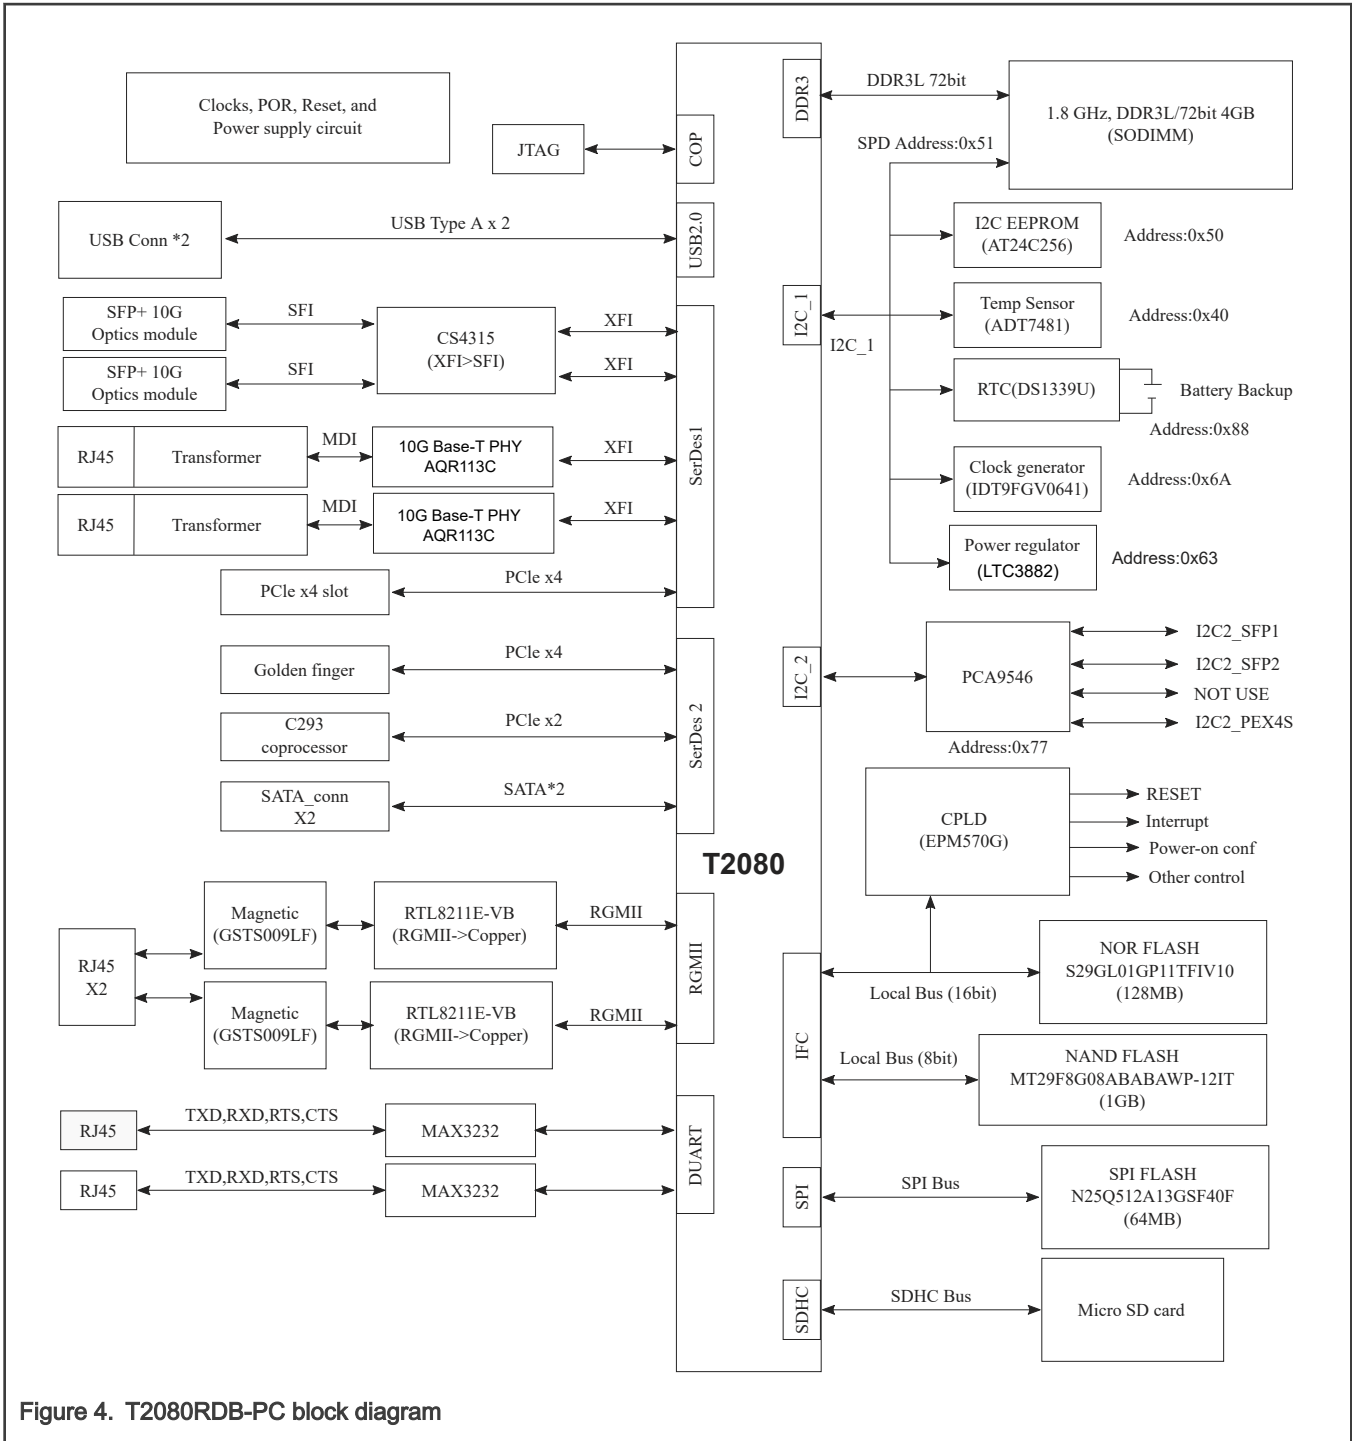 Clocks, POR, Reset, and
Power supply circuit
JTAG
COP
DDR3
DDR3L 72bit
1.8 GHz, DDR3L/72bit 4GB
(SODIMM)
SPD Address:0x51
USB Conn *2
USB Type A x 2
USB2.0
I2C EEPROM
(AT24C256)
Address:0x50
SFP+ 10G
Optics module
SFI
CS4315
(XFI>SFI)
XFI
XFI
SFP+ 10G
Optics module
SFI
I2C_1
I2C_1
Temp Sensor
(ADT7481)
Address:0x40
RTC(DS1339U)
Battery Backup
Address:0x88
RJ45
Transformer
MDI
10G Base-T PHY
AQR113C
XFI
SerDes1
Clock generator
(IDT9FGV0641)
Address:0x6A
RJ45
Transformer
MDI
10G Base-T PHY
AQR113C
XFI
Power regulator
(LTC3882)
Address:0x63
PCIe x4 slot
PCIe x4
Golden finger
PCIe x4
I2C_2
PCA9546
I2C2_SFP1
I2C2_SFP2
NOT USE
I2C2_PEX4S
Address:0x77
C293
coprocessor
PCIe x2
SerDes 2
SATA_conn
X2
SATA*2
CPLD
(EPM570G)
RESET
Interrupt
Power-on conf
Other control
T2080
RJ45
X2
Magnetic
(GSTS009LF)
RTL8211E-VB
(RGMII->Copper)
RGMII
RGMII
Magnetic
(GSTS009LF)
RTL8211E-VB
(RGMII->Copper)
RGMII
IFC
Local Bus (16bit)
NOR FLASH
S29GL01GP11TFIV10
(128MB)
Local Bus (8bit)
NAND FLASH
MT29F8G08ABABAWP-12IT
(1GB)
RJ45
TXD,RXD,RTS,CTS
MAX3232
DUART
RJ45
TXD,RXD,RTS,CTS
MAX3232
SPI
SPI Bus
SPI FLASH
N25Q512A13GSF40F
(64MB)
SDHC
SDHC Bus
Micro SD card
Figure 4. T2080RDB-PC block diagram